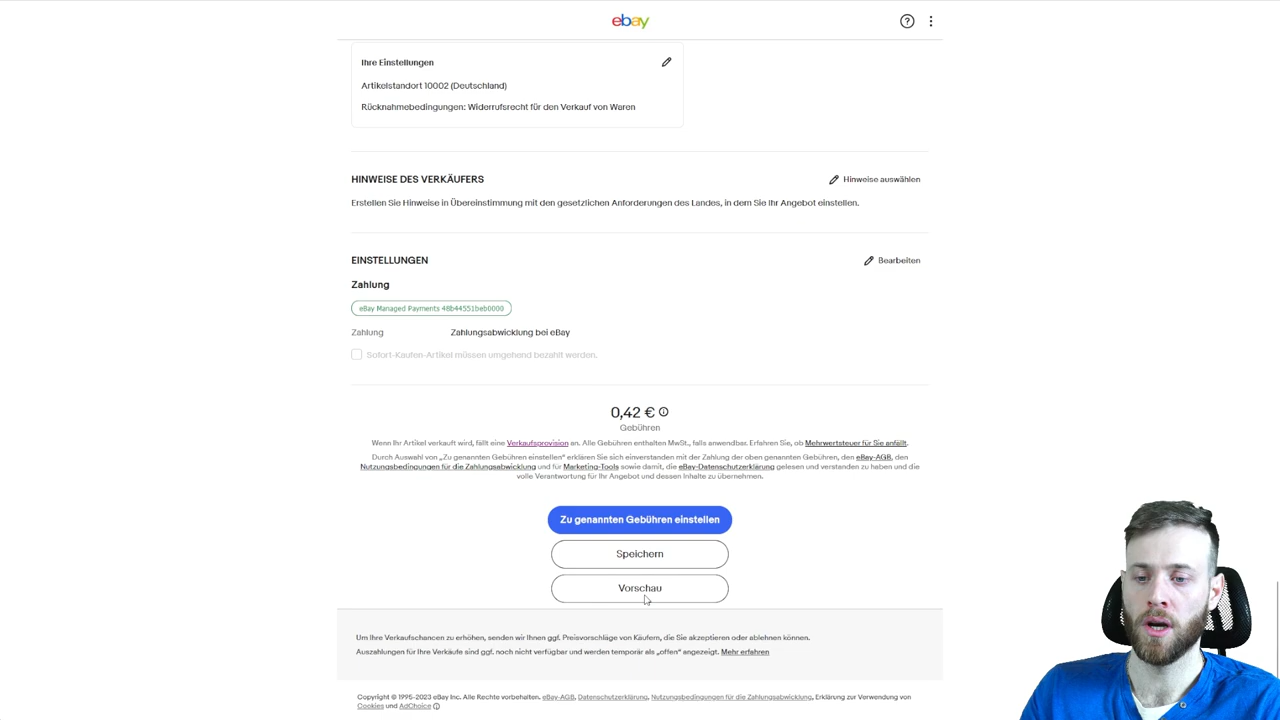 ebay
Ihre Einstellungen
Artikelstandort 10002 (Deutschland)
Rücknahmebedingungen: Widerrufsrecht für den Verkauf von Waren
HINWEISE DES VERKÄUFERS
Hinweise auswählen
Erstellen Sie Hinweise in Übereinstimmung mit den gesetzlichen Anforderungen des Landes, in dem Sie Ihr Angebot einstellen.
EINSTELLUNGEN
Bearbeiten
Zahlung
eBay Managed Payments 48b44551beb0000
Zahlung Zahlungsabwicklung bei eBay
Sofort-Kaufen-Artikel müssen umgehend bezahlt werden.
0,42 €
Gebühren
Wenn Ihr Artikel verkauft wird, fällt eine Verkaufsprovision an. Alle Gebühren enthalten MwSt., falls anwendbar. Erfahren Sie, ob Mehrwertsteuer für Sie anfällt.
Durch Auswahl von „Zu genannten Gebühren einstellen“ erklären Sie sich einverstanden mit der Zahlung der oben genannten Gebühren, den eBay-AGB, den
Nutzungsbedingungen für die Zahlungsabwicklung und für Marketing-Tools sowie damit, die eBay-Datenschutzerklärung gelesen und verstanden zu haben und die
volle Verantwortung für Ihr Angebot und dessen Inhalte zu übernehmen.
Zu genannten Gebühren einstellen
Speichern
Vorschau
Um Ihre Verkaufschancen zu erhöhen, senden wir Ihnen ggf. Preisvorschläge von Käufern, die Sie akzeptieren oder ablehnen können.
Auszahlungen für Ihre Verkäufe sind ggf. noch nicht verfügbar und werden temporär als „offen“ angezeigt. Mehr erfahren
Copyright © 1995-2023 eBay Inc. Alle Rechte vorbehalten. eBay-AGB, Datenschutzerklärung, Nutzungsbedingungen für die Zahlungsabwicklung, Erklärung zur Verwendung von
Cookies und AdChoice